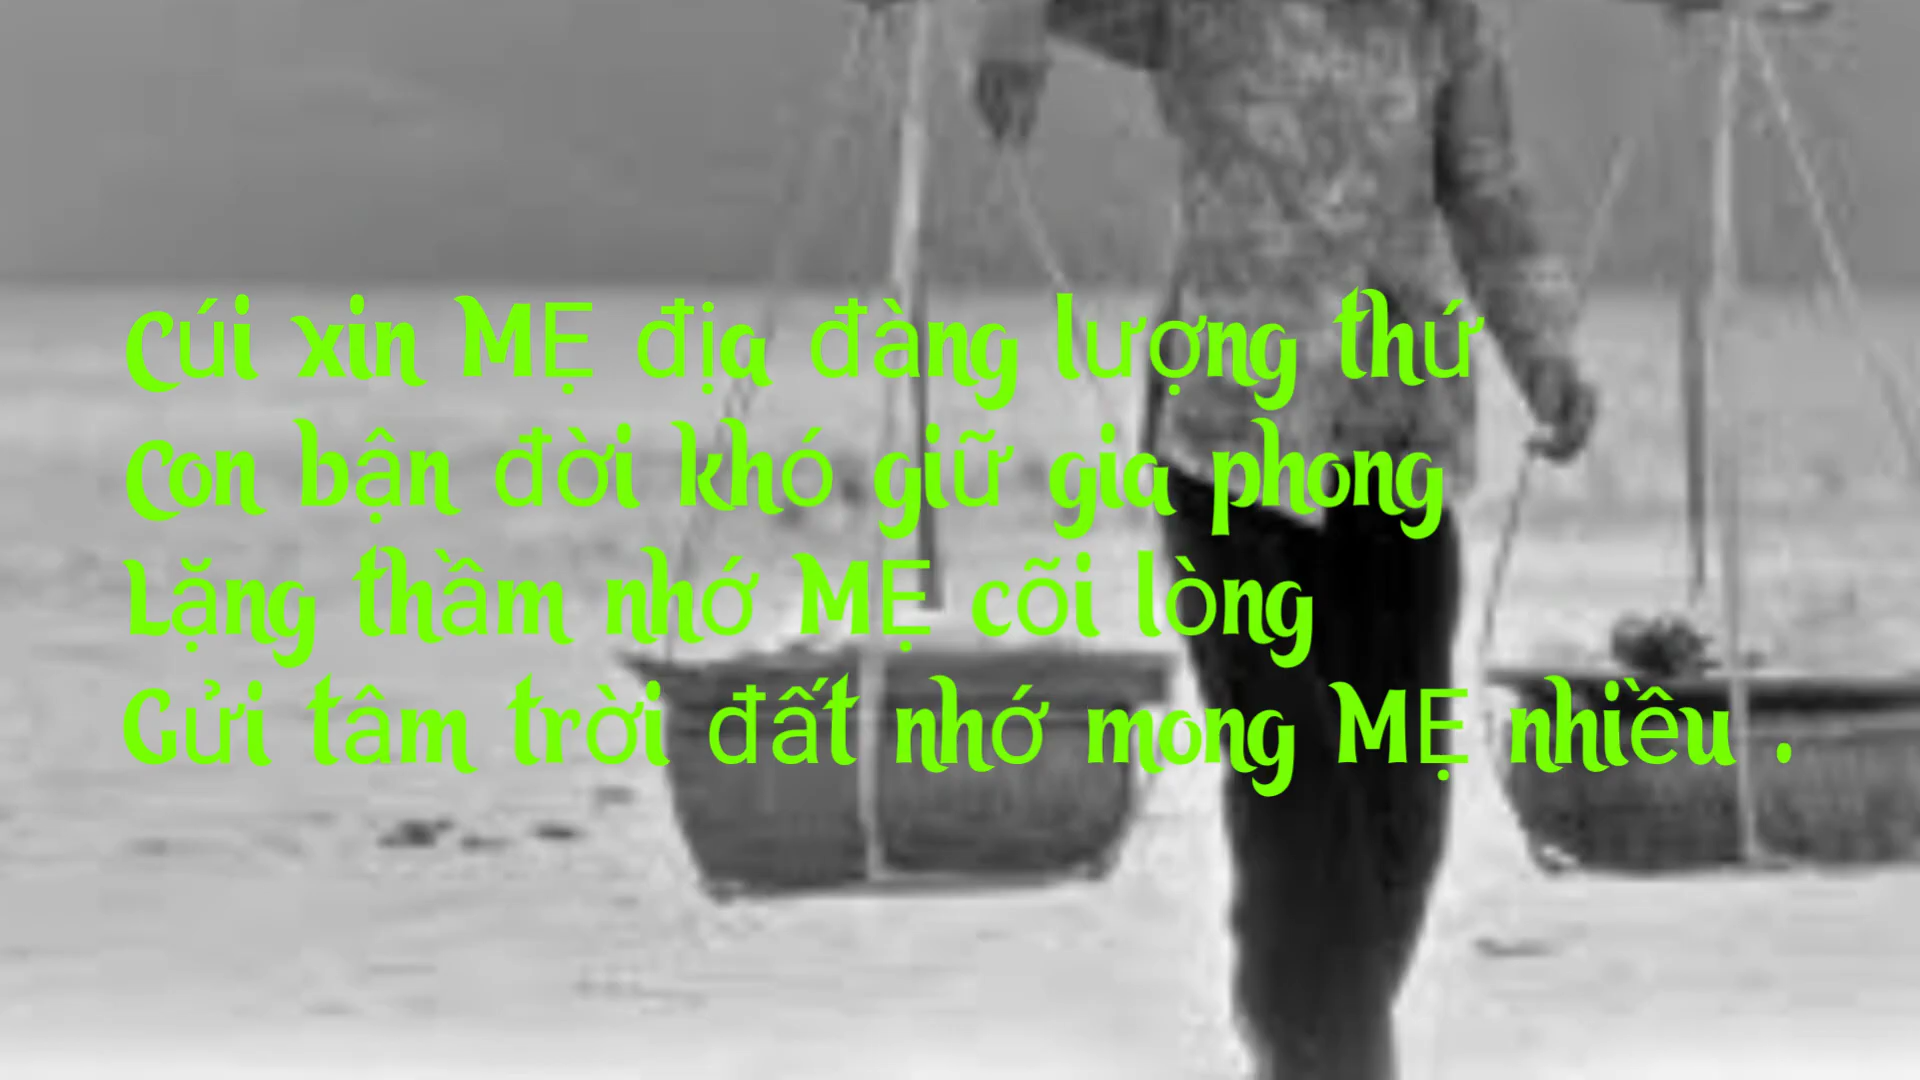 Cúi xin MẸ địa đàng lượng thứ
Con bận đời khó giữ gia phong
Lặng thầm nhớ MẸ cõi lòng
Gửi tâm trời đất nhớ mong MẸ nhiều .